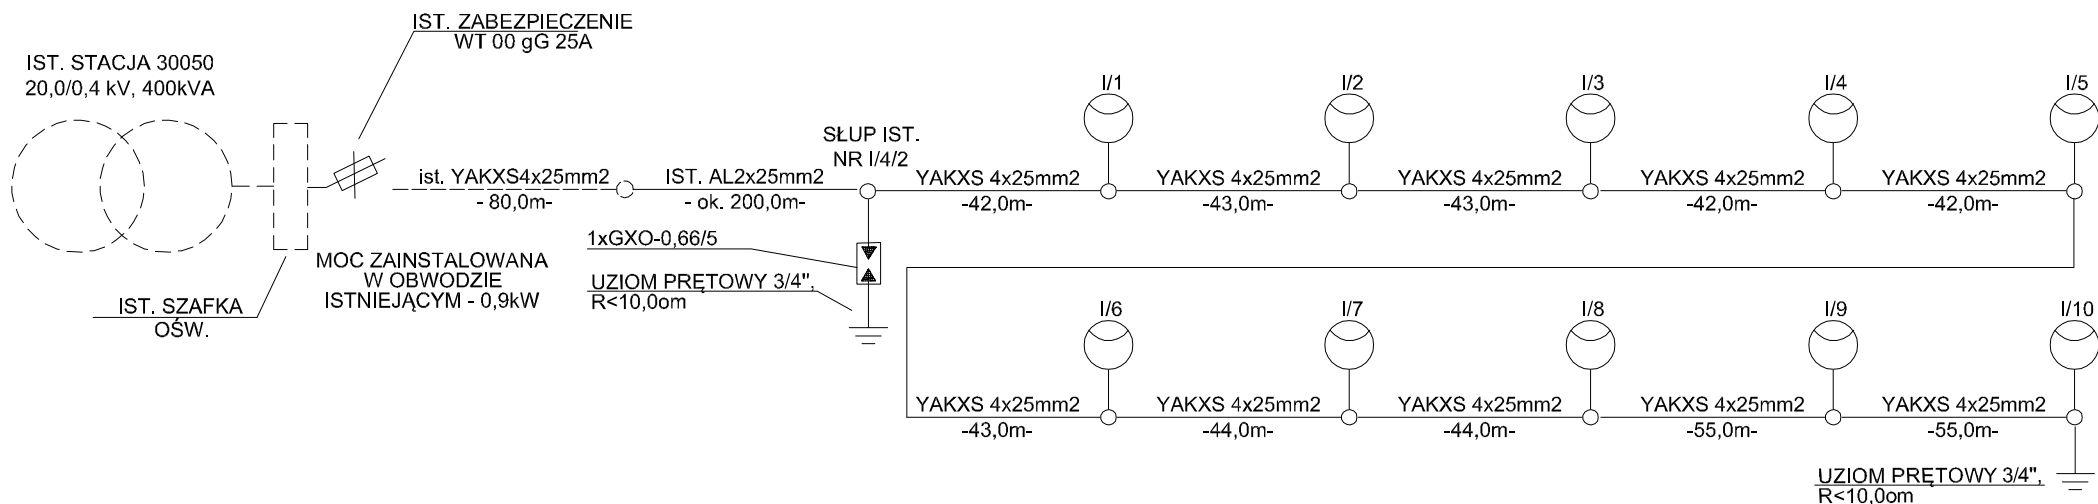 IST. ZABEZPIECZENIE
WT 00 gG 25A
IST. STACJA 30050
20,0/0,4 kV, 400kVA
IST. SZAFKA
OŚW.
MOC ZAINSTALOWANA
W OBWODZIE
ISTNIEJĄCYM - 0,9kW
ist. YAKXS4x25mm2
- 80,0m-
IST. AL2x25mm2
- ok. 200,0m-
SŁUP IST.
NR I/4/2
1xGXO-0,66/5
UZIOM PRĘTOWY 3/4",
R<10,0om
I/1
I/2
I/3
I/4
I/5
YAKXS 4x25mm2
-42,0m-
YAKXS 4x25mm2
-43,0m-
YAKXS 4x25mm2
-43,0m-
YAKXS 4x25mm2
-42,0m-
YAKXS 4x25mm2
-42,0m-
I/6
I/7
I/8
I/9
I/10
YAKXS 4x25mm2
-43,0m-
YAKXS 4x25mm2
-44,0m-
YAKXS 4x25mm2
-44,0m-
YAKXS 4x25mm2
-55,0m-
YAKXS 4x25mm2
-55,0m-
UZIOM PRĘTOWY 3/4",
R<10,0om